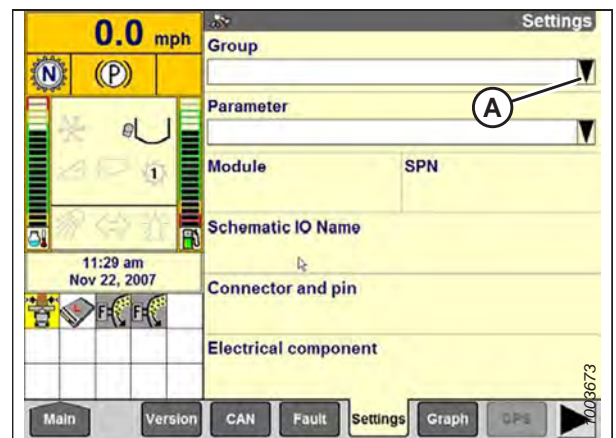 0.0 mph
Settings
Group
N
(P)
A
Parameter
1
Module
SPN
Schematic IO Name
11:29 am
Nov 22, 2007
Connector and pin
F
F
Electrical component
1003673
Main
Version
CAN
Fault
Settings
Graph
GPS